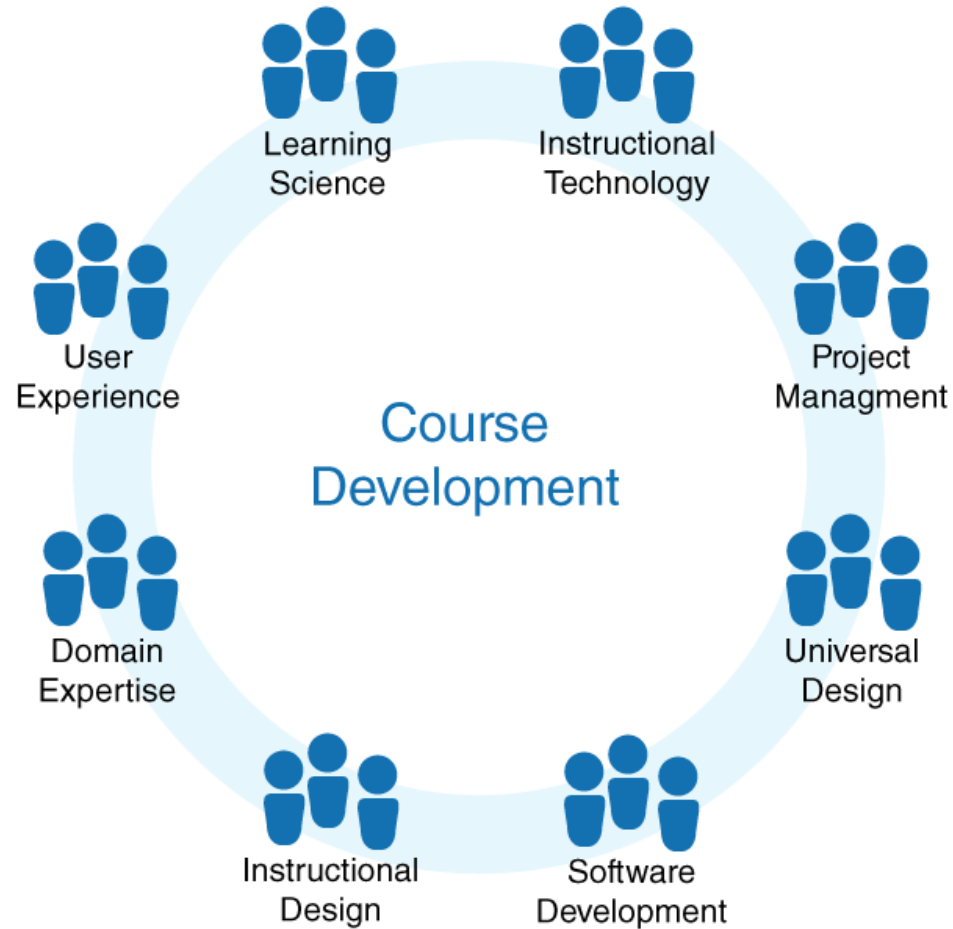 Learning
Science
Instructional
Technology
User
Experience
Project
Managment
Course
Development
Domain
Expertise
Universal
Design
Instructional
Design
Software
Development